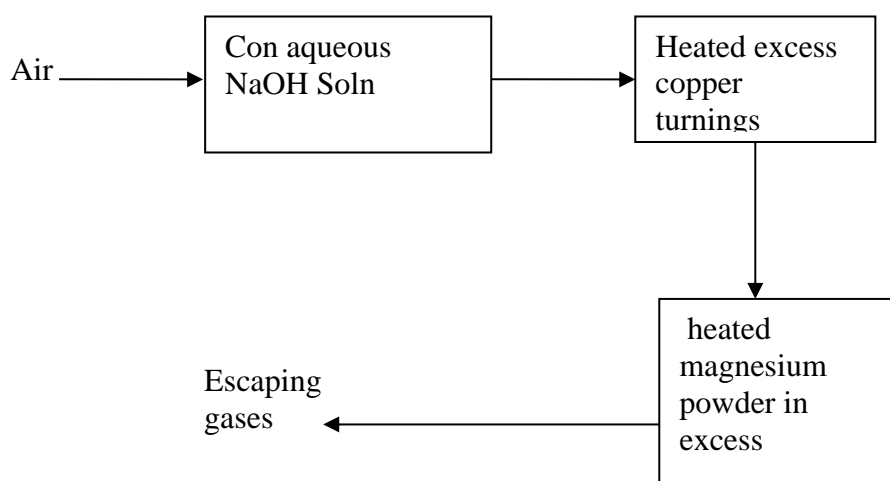 Air
Con aqueous
NaOH Soln
Heated excess
copper
turnings
heated
magnesium
powder in
excess
Escaping
gases